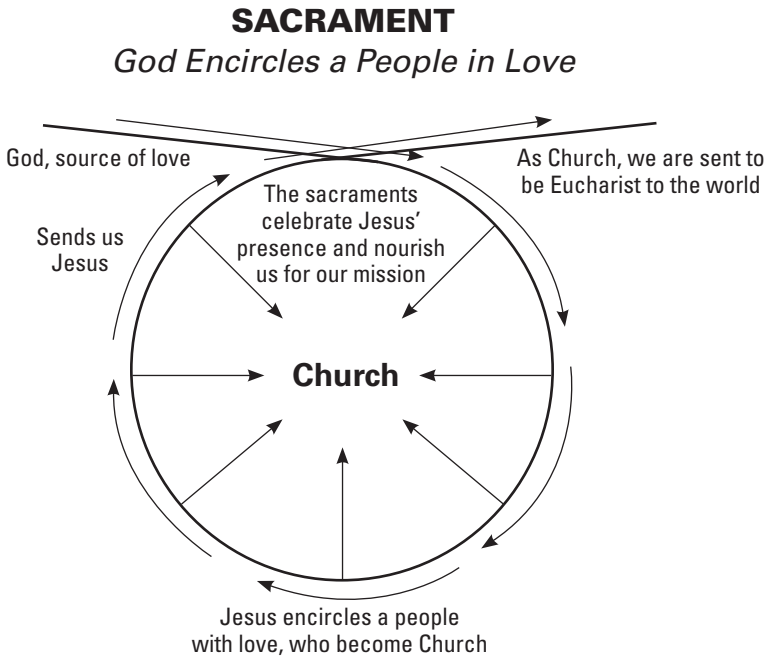 SACRAMENT
God Encircles a People in Love
God, source of love
As Church, we are sent to
be Eucharist to the world
The sacraments
celebrate Jesus’
presence and nourish
us for our mission
Sends us
Jesus
Church
Jesus encircles a people
with love, who become Church